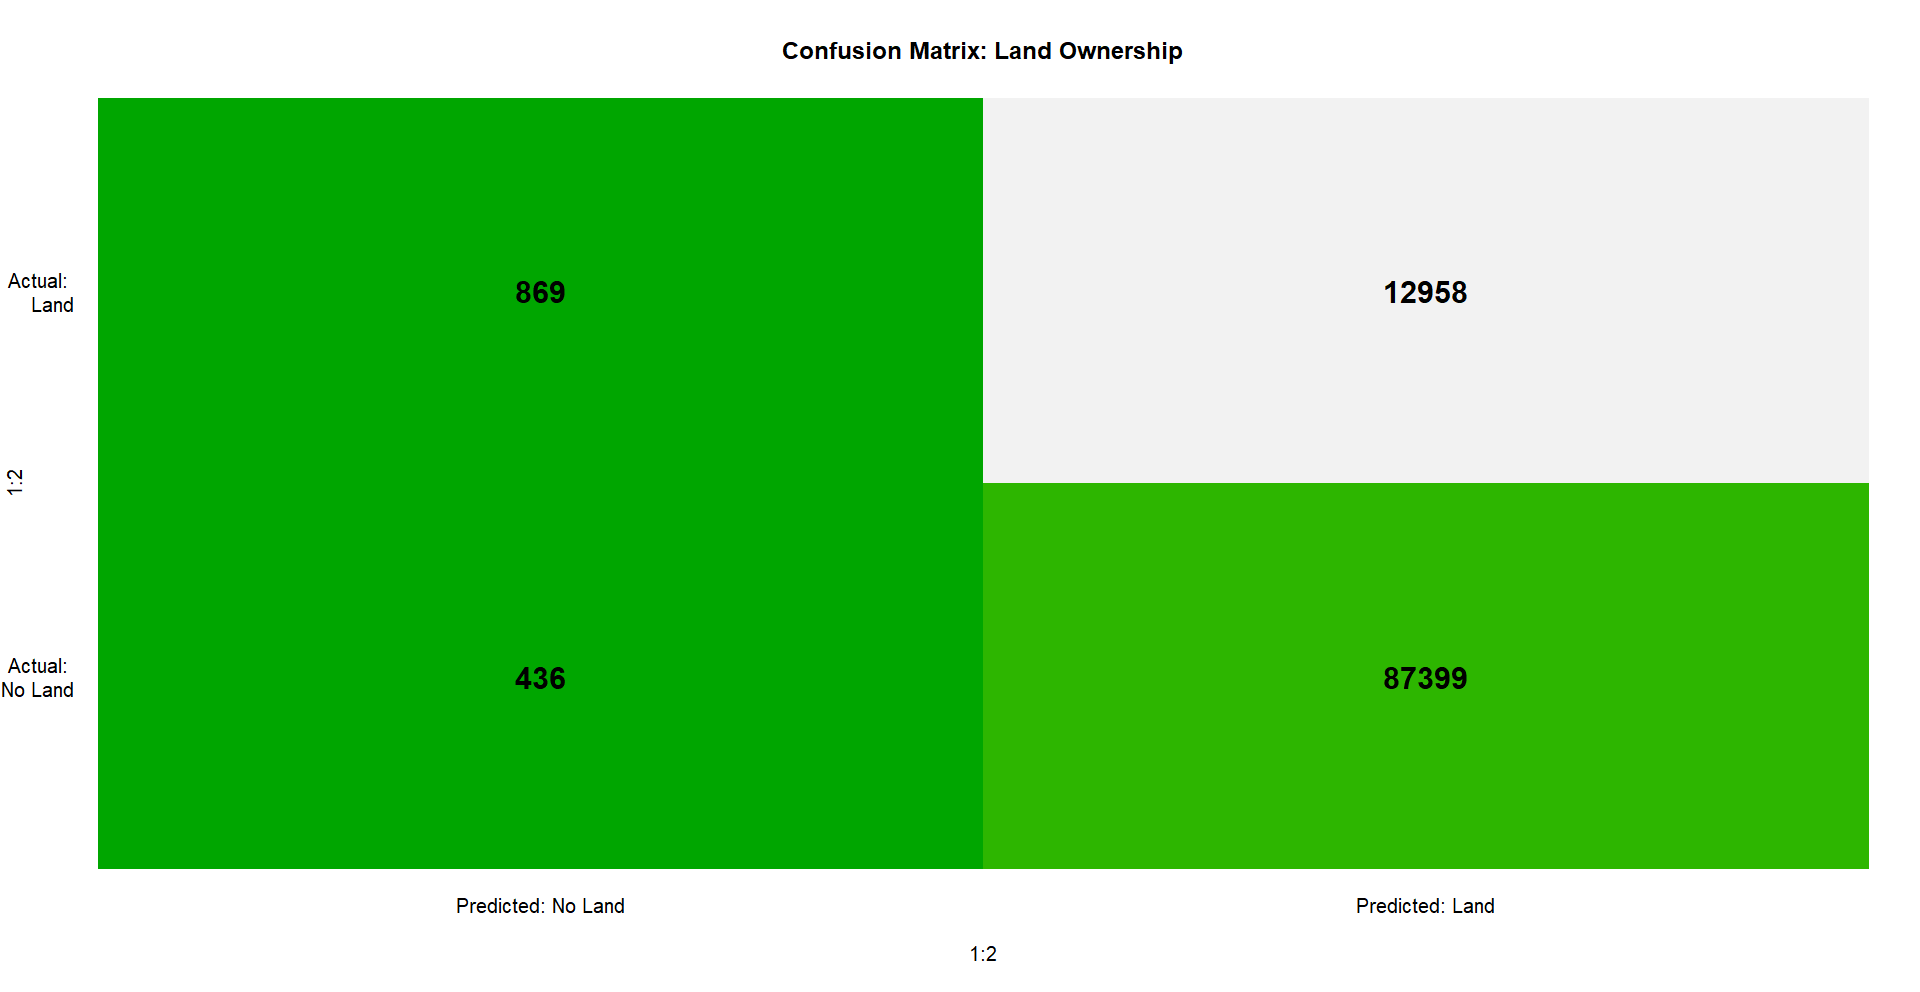 Confusion Matrix: Land Ownership
Actual:
Land
869
12958
1:2
Actual:
No Land
436
87399
Predicted: No Land
Predicted: Land
1:2